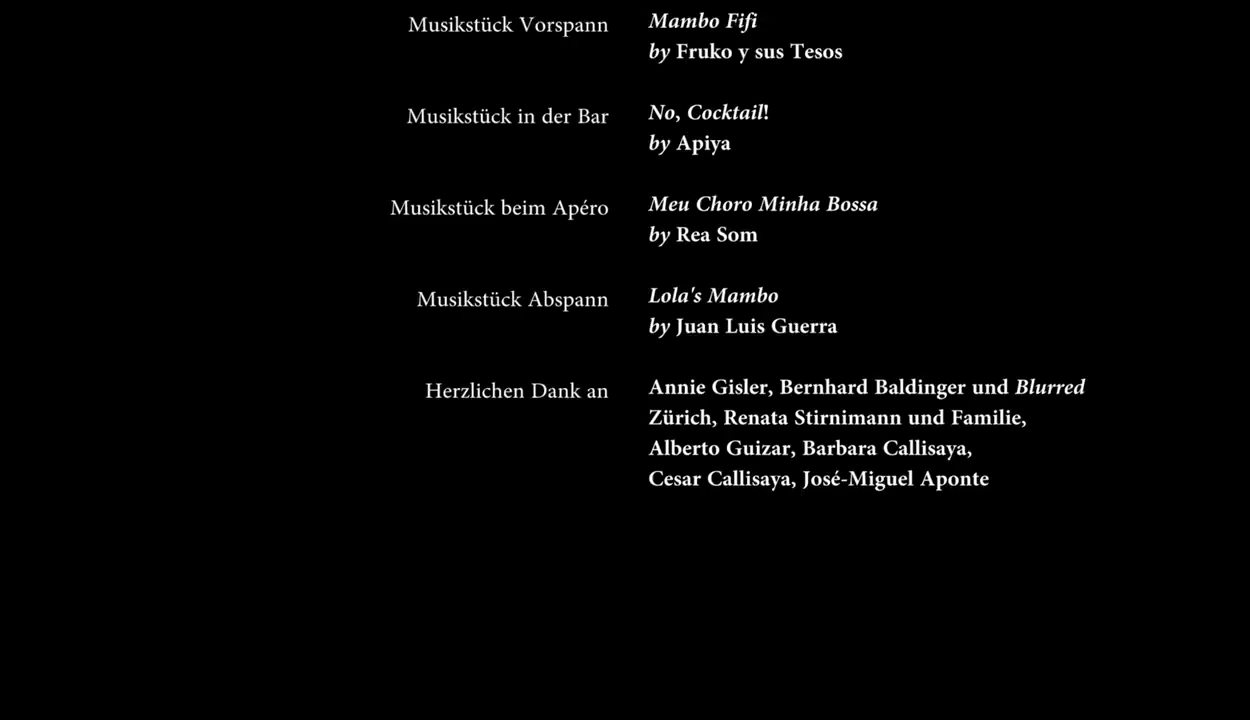 Musikstück Vorspann Mambo Fifi
by Fruko y sus Tesos
Musikstück in der Bar No, Cocktail!
by Apiya
Musikstück beim Apéro Meu Choro Minha Bossa
by Rea Som
Musikstück Abspann Lola's Mambo
by Juan Luis Guerra
Herzlichen Dank an Annie Gisler, Bernhard Baldinger und Blurred
Zürich, Renata Stirnimann und Familie,
Alberto Guizar, Barbara Callisaya,
Cesar Callisaya, José-Miguel Aponte